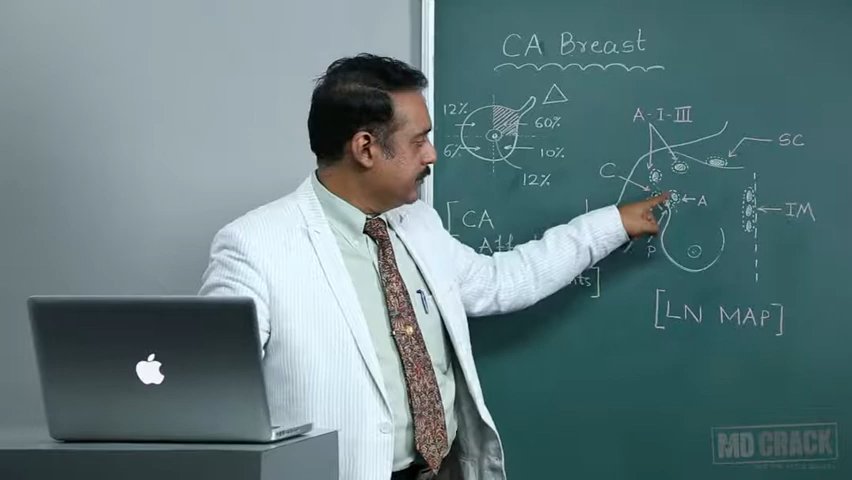 CA Breast
12%
60%
6%
10%
12%
A-I-III
SC
C
A
IM
P
CA
[LN MAP]
MD CRACK